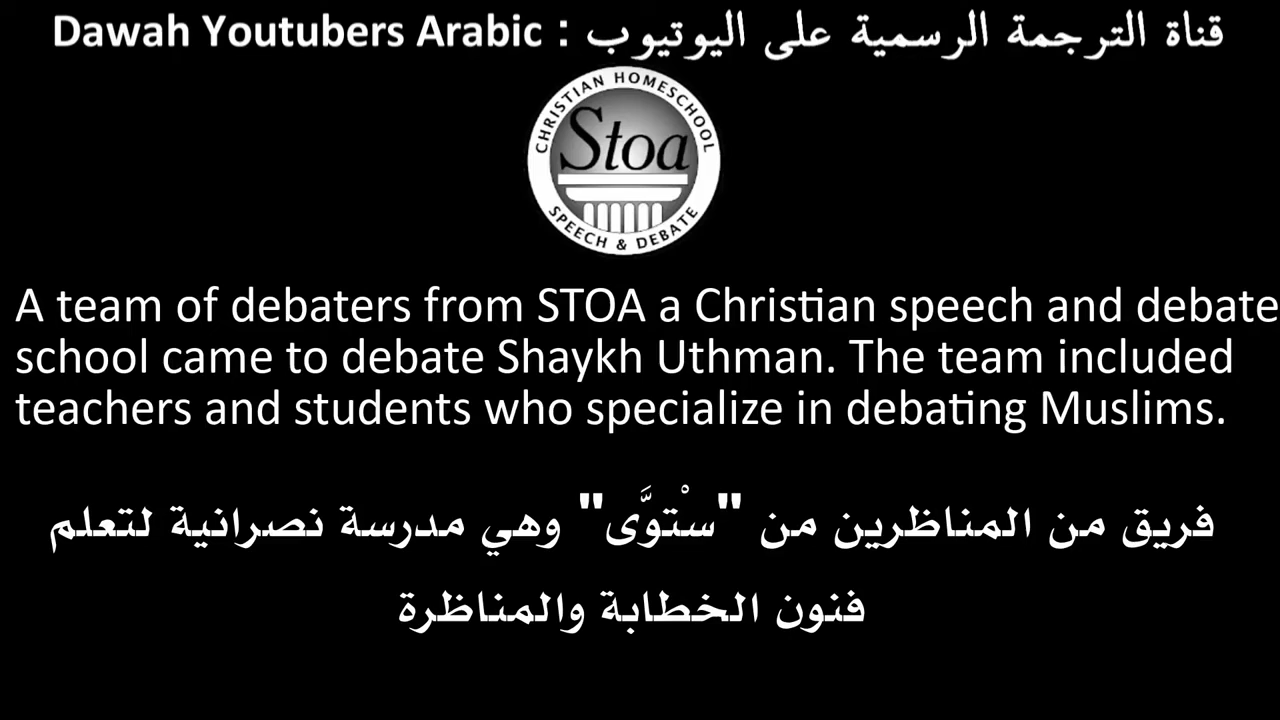 Dawah Youtubers Arabic : قناة الترجمة الرسمية على اليوتيوب
CHRISTIAN HOMESCHOOL
Stoa
SPEECH & DEBATE
A team of debaters from STOA a Christian speech and debate
school came to debate Shaykh Uthman. The team included
teachers and students who specialize in debating Muslims.
فريق من المناظرين من "سْتوَّى" وهي مدرسة نصرانية لتعلم
فنون الخطابة والمناظرة